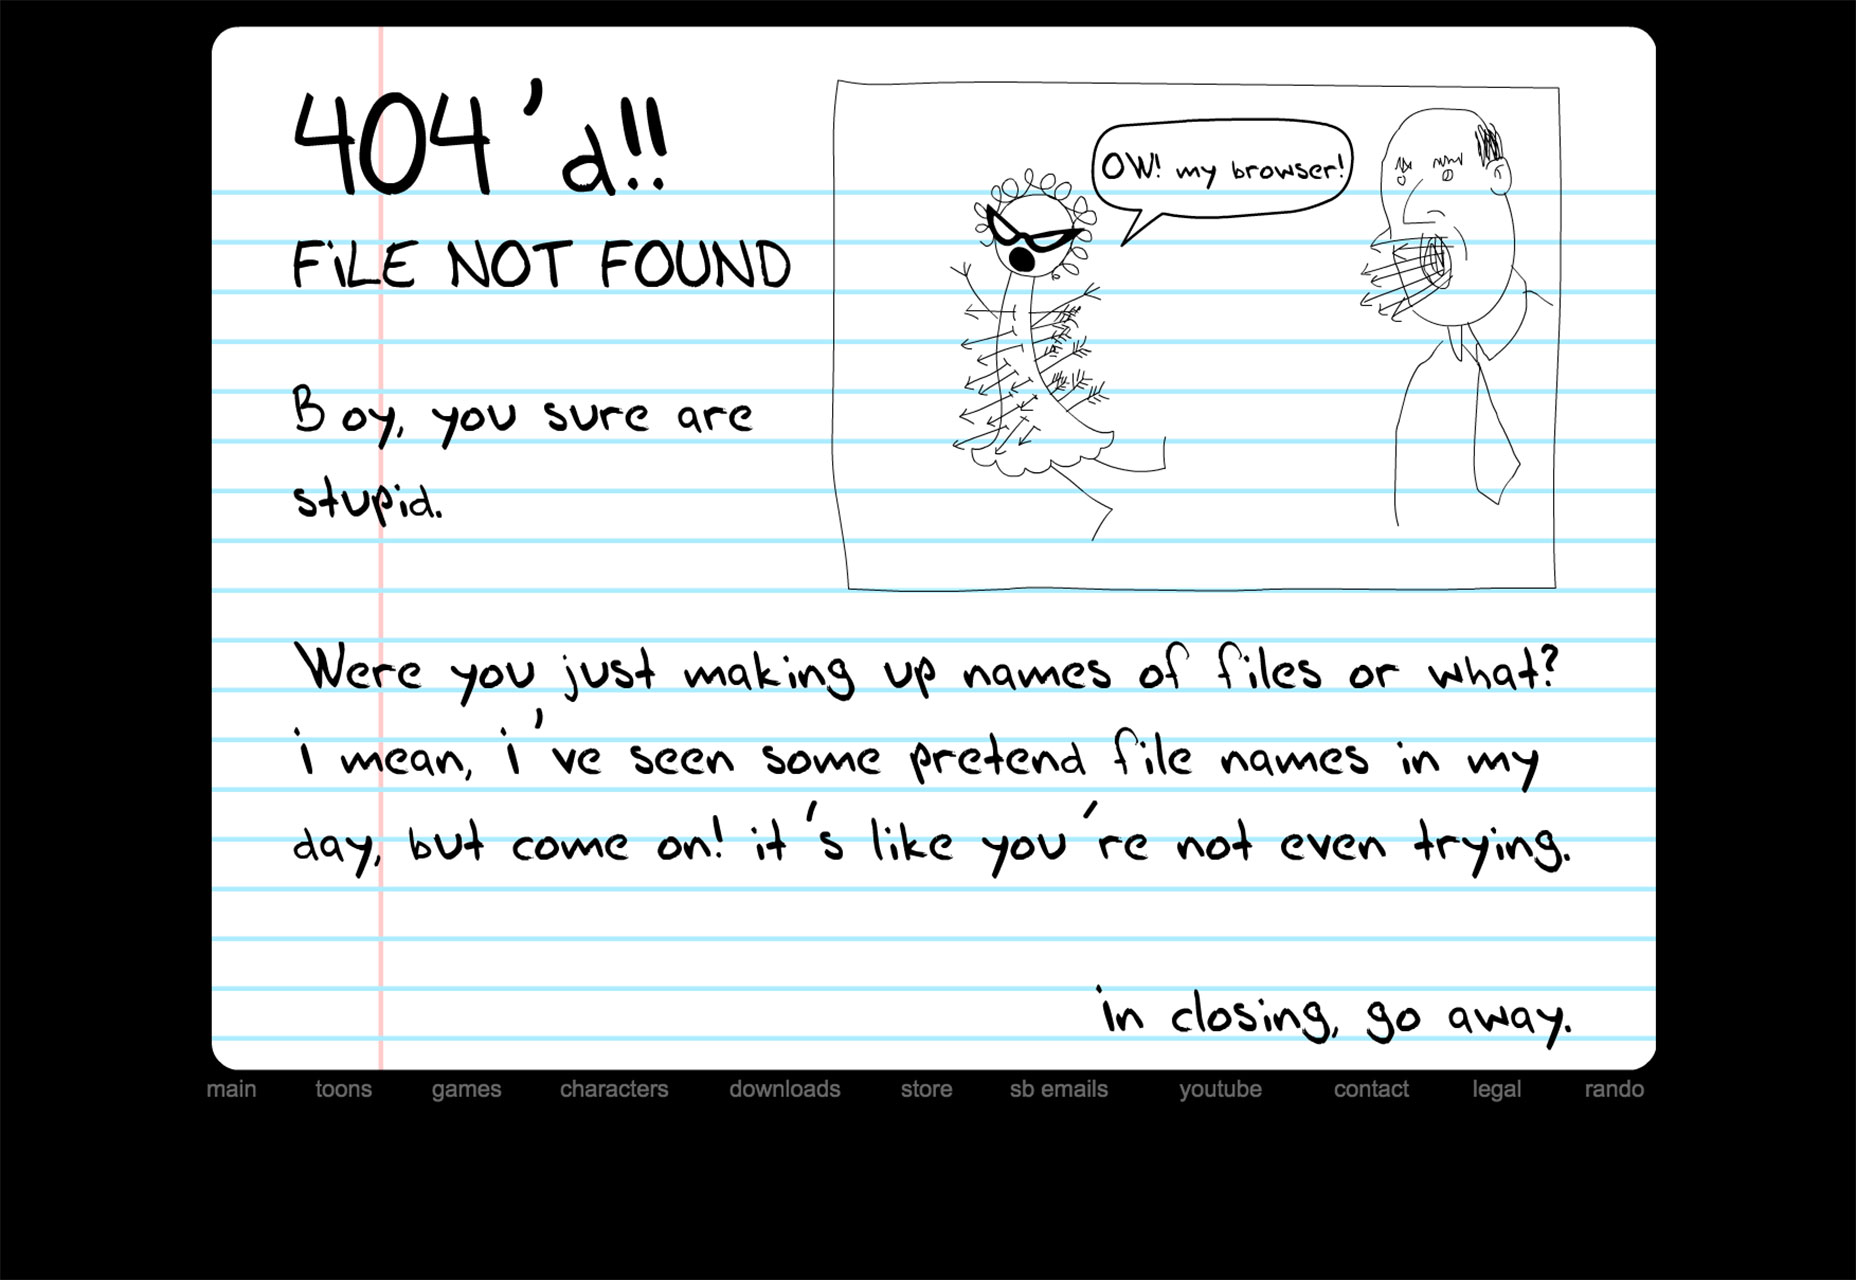 404'd!!
FiLE NOT FOUND
OW! my browser!
Boy, you sure are
stupid.
Were you just making up names of files or what?
i mean, i've seen some pretend file names in my
day, but come on! it's like you're not even trying.
in closing, go away.
main toons games characters downloads store sb emails youtube contact legal rando